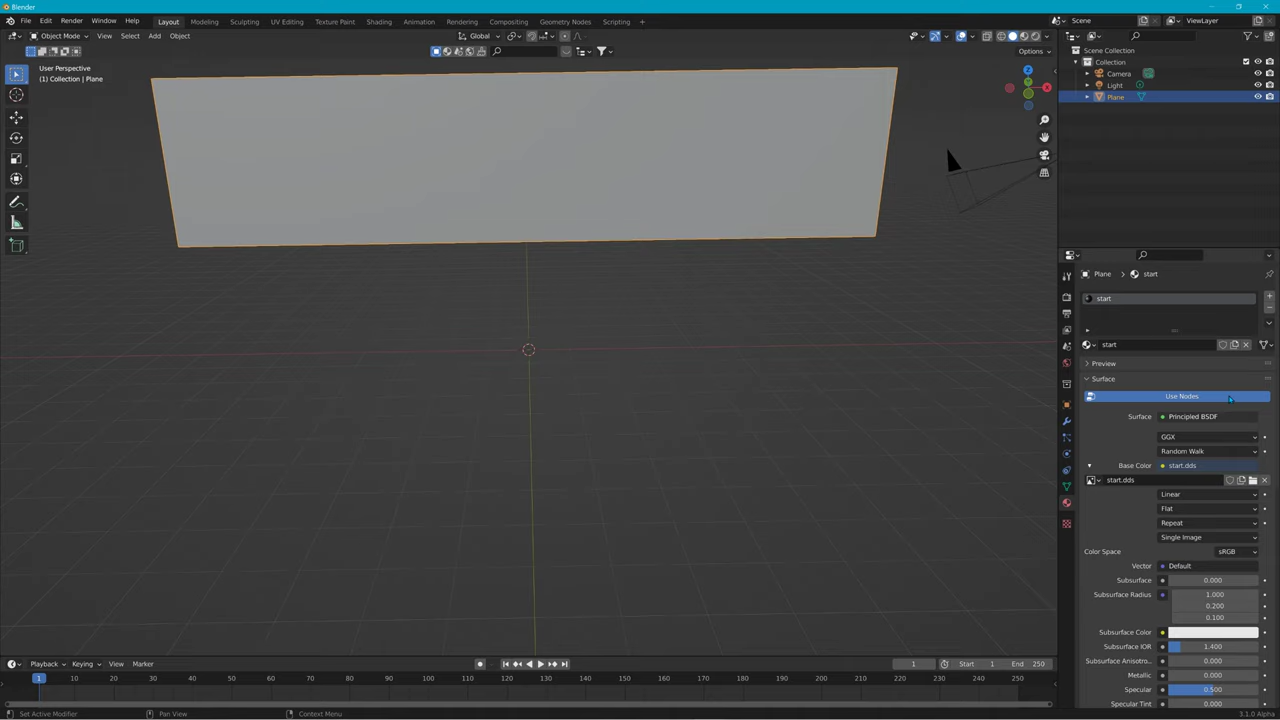 Blender
File Edit Render Window Help Layout Modeling Sculpting UV Editing Texture Paint Shading Animation Rendering Compositing Geometry Nodes Scripting + Scene ViewLayer
Object Mode View Select Add Object Global
Options
User Perspective
(1) Collection | Plane
Z
X
Scene Collection
Collection
Camera
Light
Plane
Plane start
start
start
Preview
Surface
Use Nodes
Surface Principled BSDF
GGX
Random Walk
Base Color start.dds
start.dds
Linear
Flat
Repeat
Single Image
Color Space sRGB
Vector Default
Subsurface 0.000
Subsurface Radius 1.000
0.200
0.100
Subsurface Color
Subsurface IOR 1.400
Subsurface Anisotro... 0.000
Metallic 0.000
Specular 0.500
Specular Tint 0.000
Playback Keying View Marker 1 Start 1 End 250
1 10 20 30 40 50 60 70 80 90 100 110 120 130 140 150 160 170 180 190 200 210 220 230 240 250
Set Active Modifier Pan View Context Menu 3.1.0 Alpha